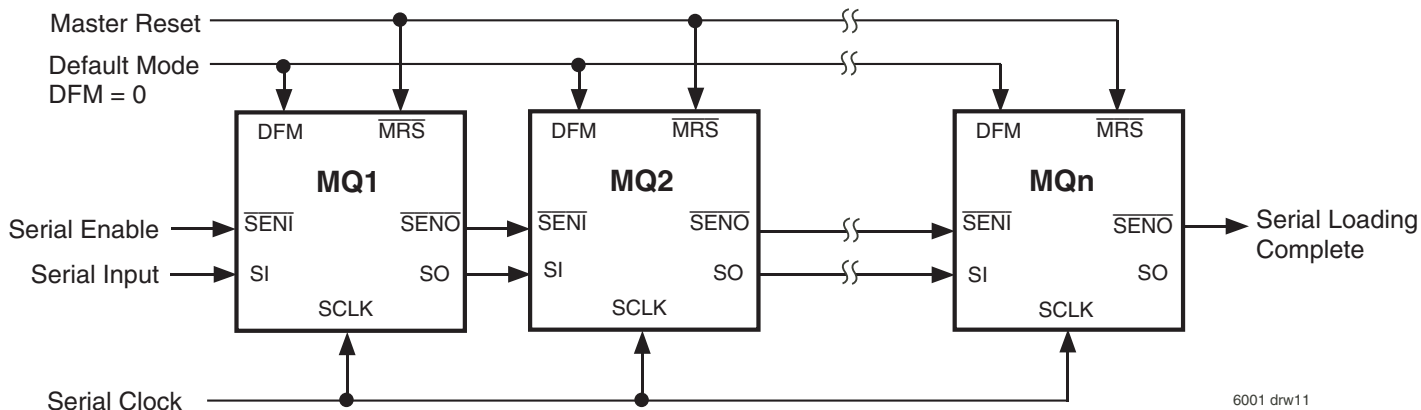 Master Reset
Default Mode
DFM = 0
DFM
MRS
MQ1
SENI
SENO
SI
SO
SCLK
DFM
MRS
MQ2
SENI
SENO
SI
SO
SCLK
DFM
MRS
MQn
SENI
SENO
SI
SO
SCLK
Serial Enable
Serial Input
Serial Loading
Complete
Serial Clock
6001 drw11